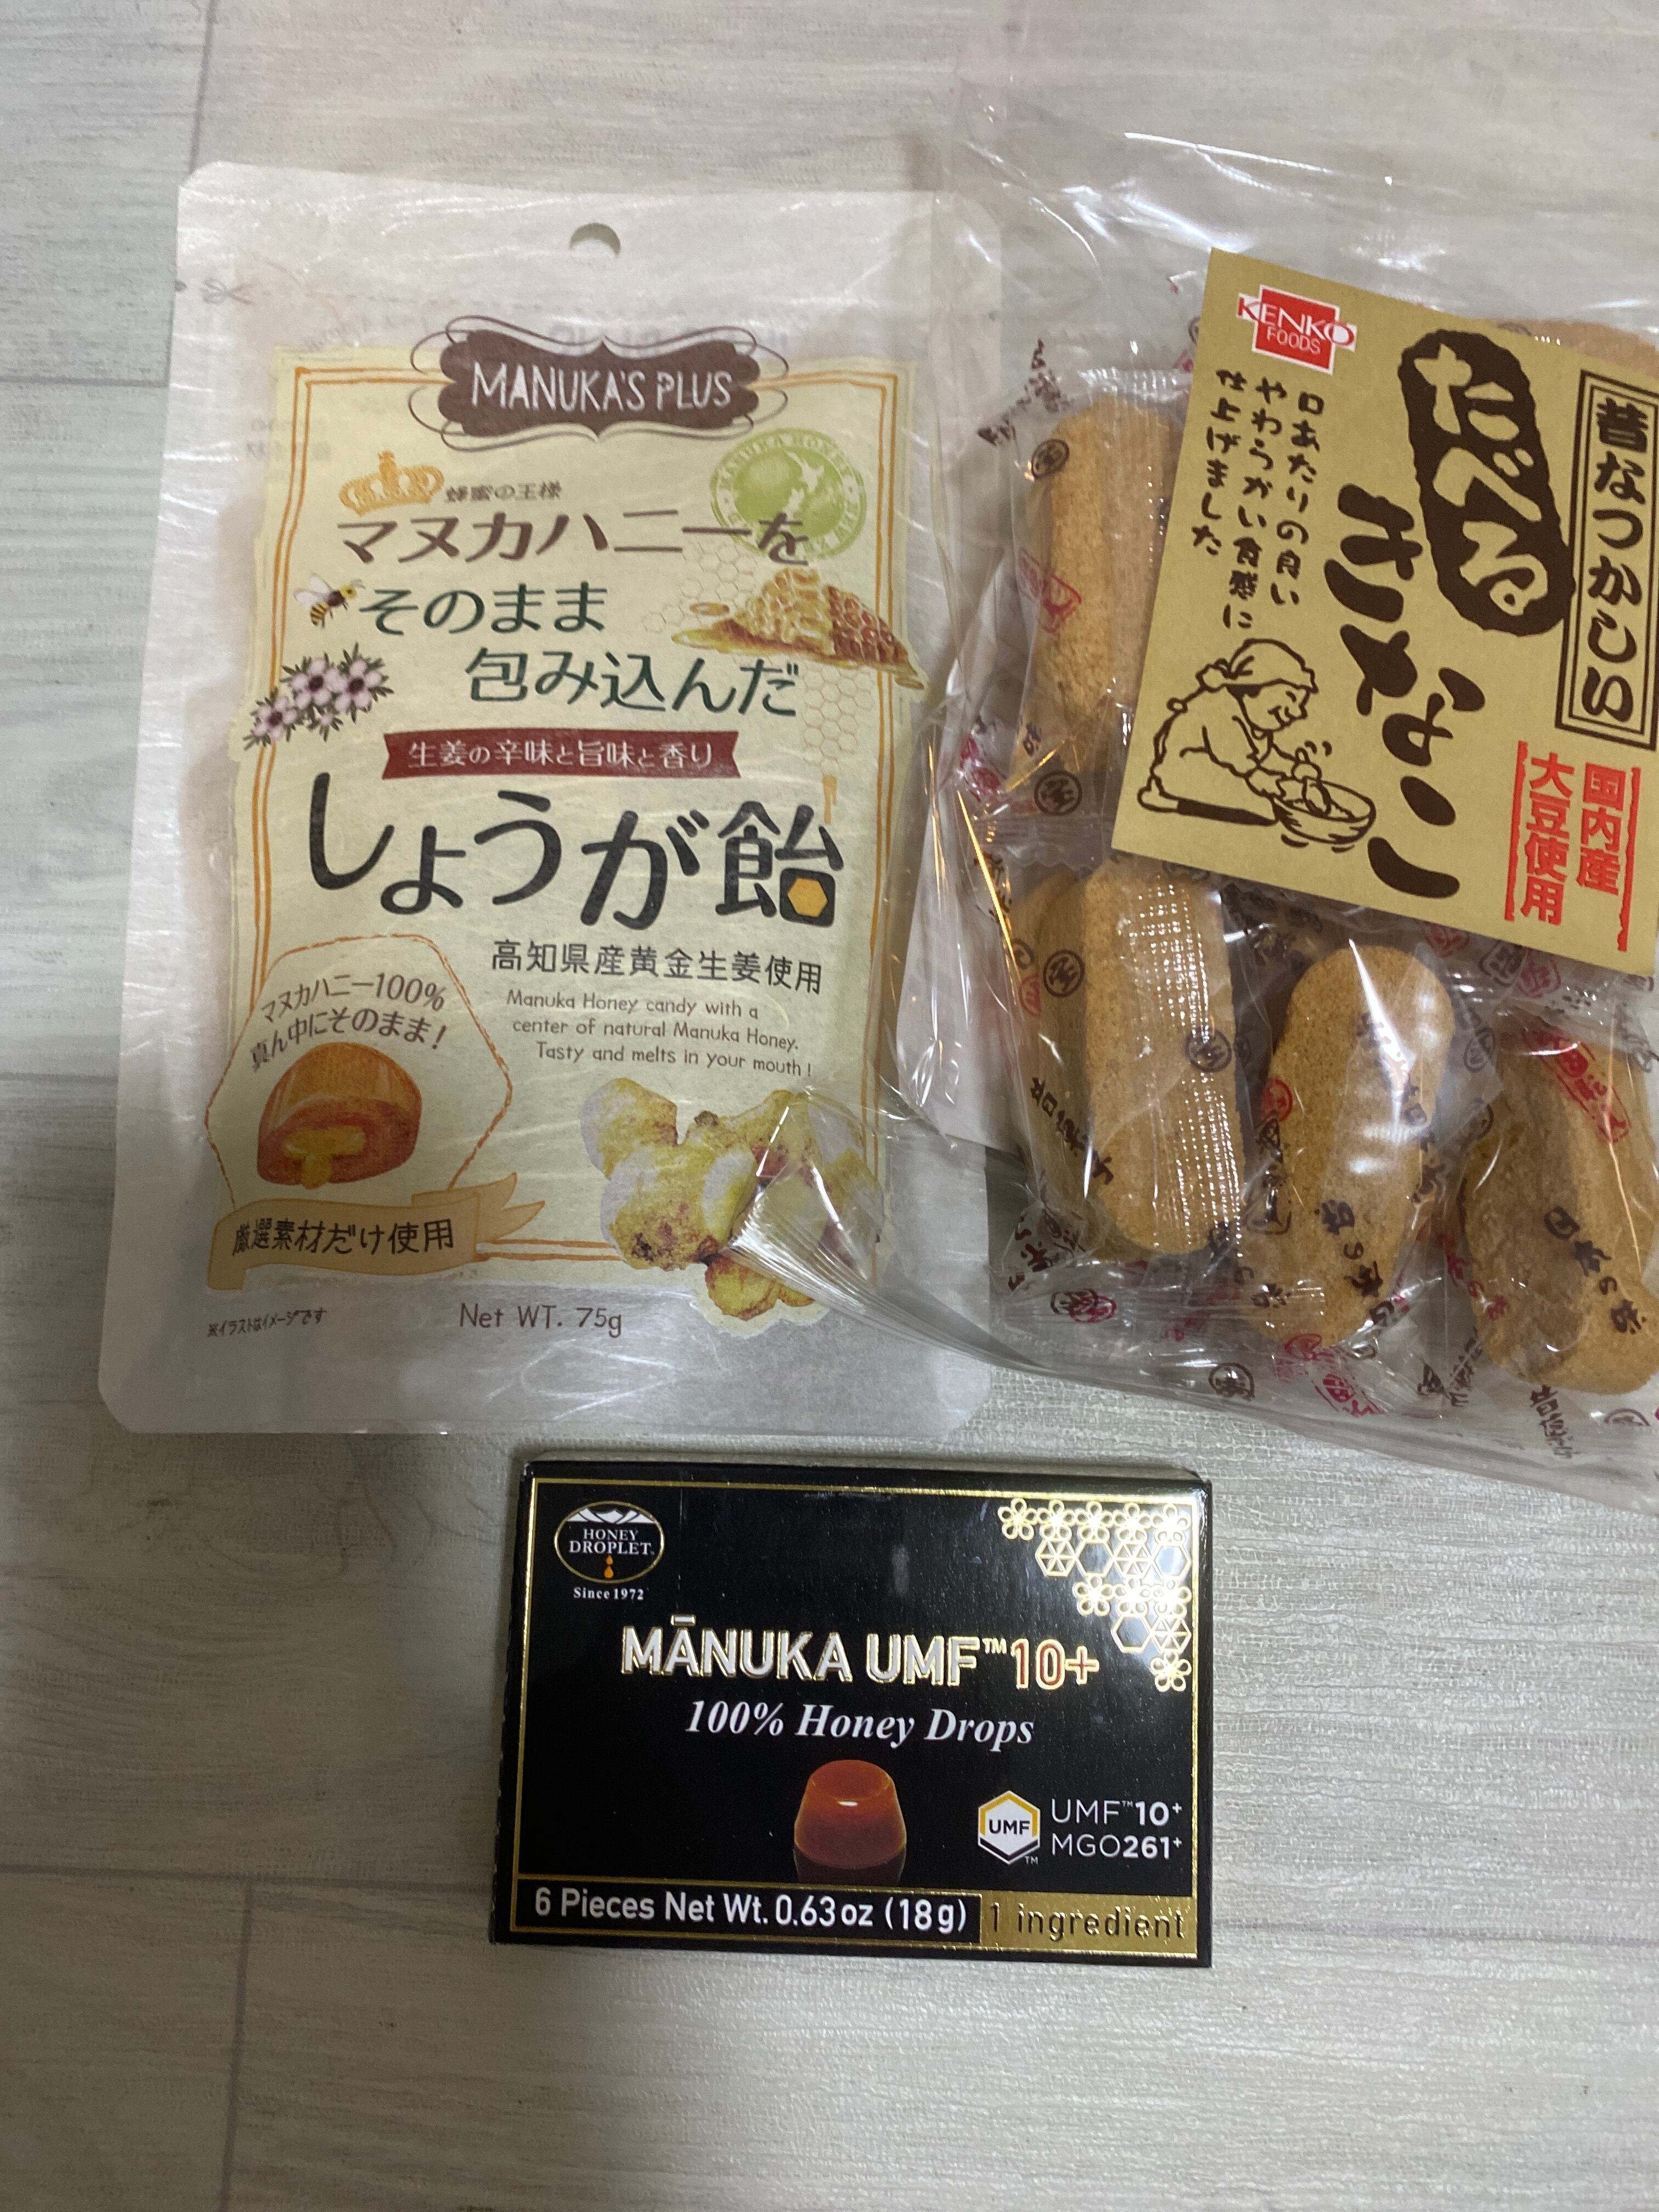 MANUKA'S PLUS
蜂蜜の王様
マヌカハニーを
そのまま
包み込んだ
生姜の辛味と旨味と香り
しょうが飴
高知県産黄金生姜使用
Manuka Honey candy with a
center of natural Manuka Honey.
Tasty and melts in your mouth!
マヌカハニー100%
真ん中にそのまま!
厳選素材だけ使用
※イラストはイメージです
Net WT. 75g
KENKO
FOODS
昔なつかしい
たべる
きなこ
口あたりの良い
やわらかい食感に
仕上げました
国内産
大豆使用
HONEY
DROPLET
Since 1972
MĀNUKA UMF™10+
100% Honey Drops
UMF
TM
UMF™10+
MGO261+
6 Pieces Net Wt. 0.63oz (18g)
1 ingredient